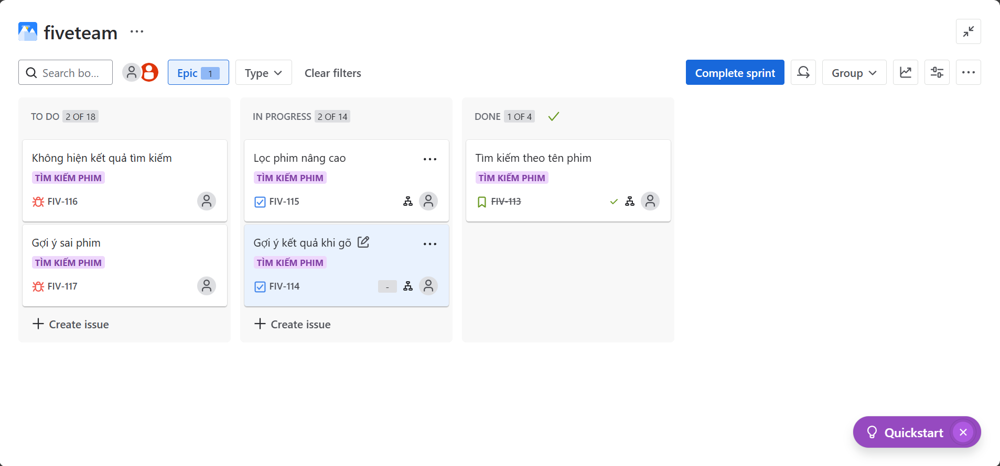 fiveteam
Search bo...
Epic 1
Type
Clear filters
Complete sprint
Group
TO DO 2 OF 18
Không hiện kết quả tìm kiếm
TÌM KIẾM PHIM
FIV-116
Gợi ý sai phim
TÌM KIẾM PHIM
FIV-117
Create issue
IN PROGRESS 2 OF 14
Lọc phim nâng cao
TÌM KIẾM PHIM
FIV-115
Gợi ý kết quả khi gõ
TÌM KIẾM PHIM
FIV-114
-
Create issue
DONE 1 OF 4
Tìm kiếm theo tên phim
TÌM KIẾM PHIM
FIV-113
Quickstart